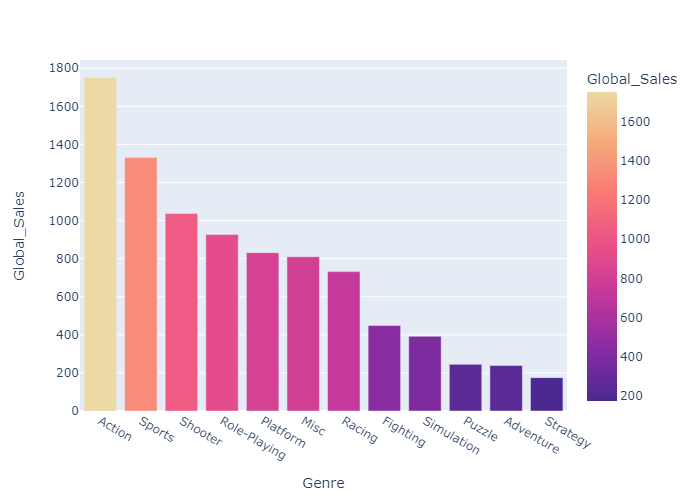 Global_Sales
1800
1600
1400
1200
1000
800
600
400
200
0
Global_Sales
1600
1400
1200
1000
800
600
400
200
Action
Sports
Shooter
Role-Playing
Platform
Misc
Racing
Fighting
Simulation
Puzzle
Adventure
Strategy
Genre